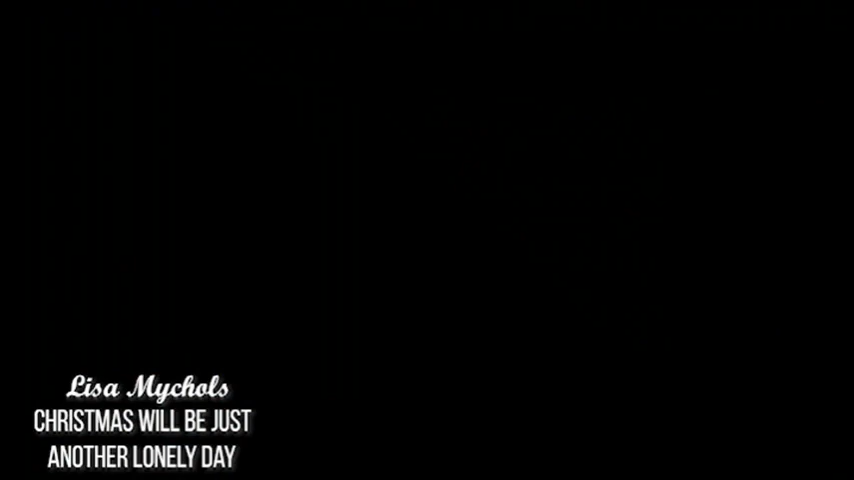 Lisa Mychols
CHRISTMAS WILL BE JUST
ANOTHER LONELY DAY